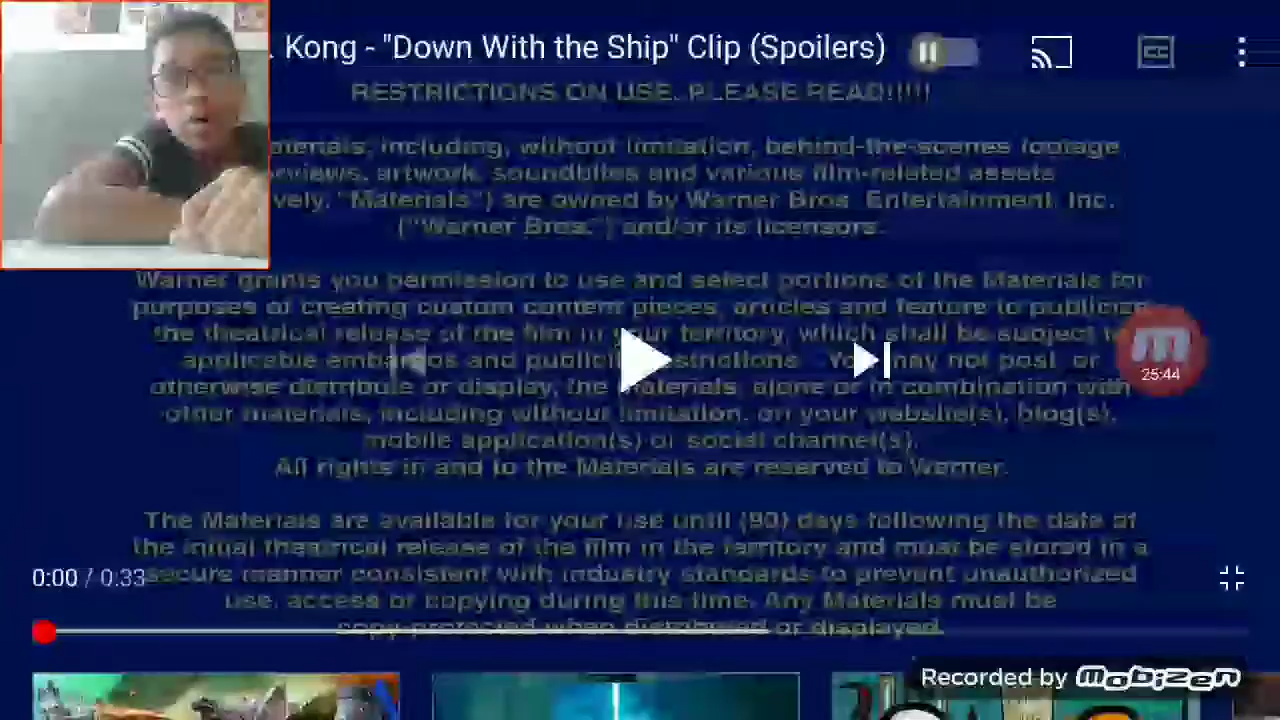 . Kong - "Down With the Ship" Clip (Spoilers)
RESTRICTIONS ON USE. PLEASE READ!!!!!
including, without limitation, behind-the-scenes footage
artwork, soundbites and various film-related assets
"Materials") are owned by Warner Bros. Entertainment Inc.
("Warner Bros.") and/or its licensors.
Warner grants you permission to use and select portions of the Materials for
purposes of creating custom content pieces, articles and feature to publicize
the theatrical release of the film in your territory, which shall be subject
applicable embargos and may not post, or
otherwise distribute or display, the materials, alone or in combination with
other materials, including without limitation, on your website(s), blog(s),
mobile application(s) or social channel(s).
All rights in and to the Materials are reserved to Warner.
25:44
The Materials are available for your use until (90) days following the date of
the initial theatrical release of the film in the territory and must be stored in a
0:00 / 0:33
secure manner consistent with industry standards to prevent unauthorized
use, access or copying during this time. Any Materials must be
copy-protected when distributed or displayed.
Recorded by mobizen